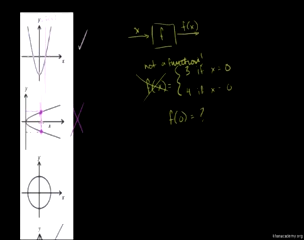 y
x
y
x
y
x
y
x → f → f(x)
not a function!
f(x) = { 3 if x = 0
4 if x = 0
f(0) = ?
khanacademy.org